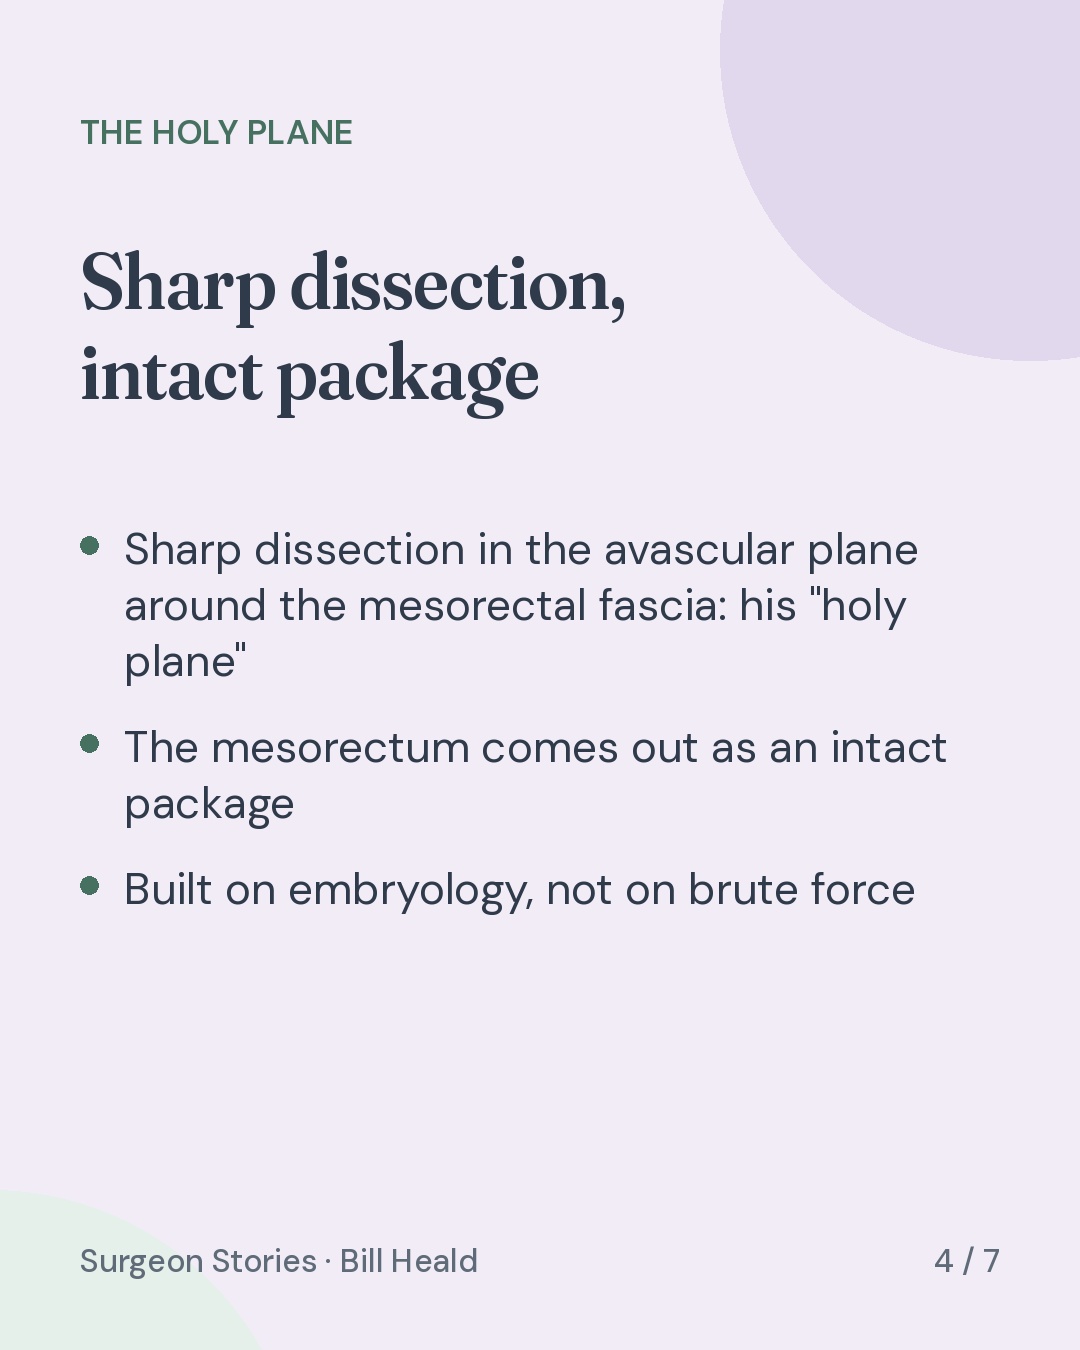 THE HOLY PLANE
Sharp dissection,
intact package
Sharp dissection in the avascular plane
around the mesorectal fascia: his "holy
plane"
The mesorectum comes out as an intact
package
Built on embryology, not on brute force
Surgeon Stories · Bill Heald
4 / 7